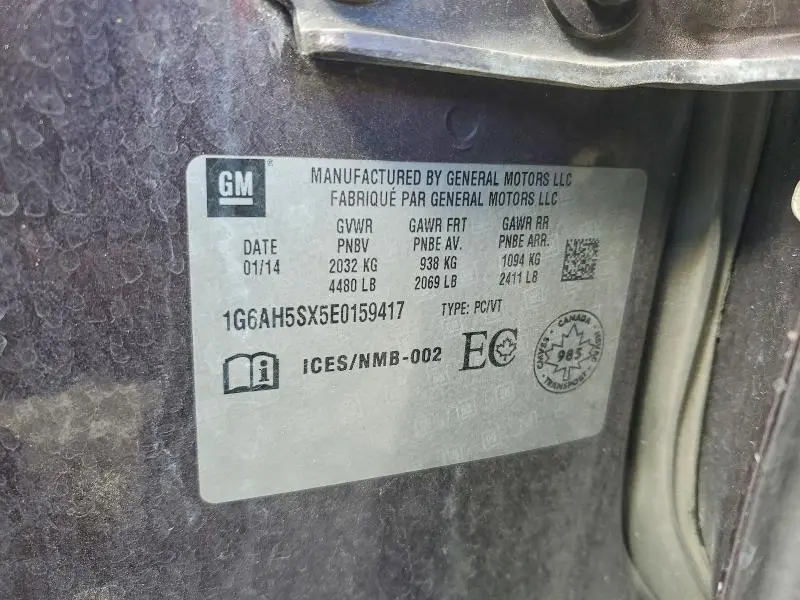 GM
®
MANUFACTURED BY GENERAL MOTORS LLC
FABRIQUÉ PAR GENERAL MOTORS LLC
DATE
01/14
GVWR
PNBV
2032 KG
4480 LB
GAWR FRT
PNBE AV.
938 KG
2069 LB
GAWR RR
PNBE ARR.
1094 KG
2411 LB
1G6AH5SX5E0159417
TYPE: PC/VT
i
ICES/NMB-002
EC
CANADA
985
TRANSPORT